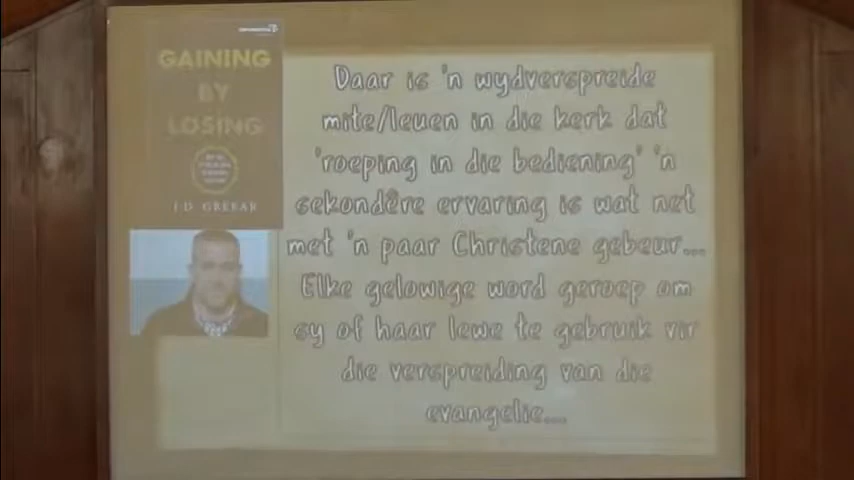 GAINING
BY
LOSING
J.D. GREEAR
Daar is 'n wydverspreide
mite/leuen in die kerk dat
'roeping in die bediening' 'n
sekondêre ervaring is wat net
met 'n paar Christene gebeur...
Elke gelowige word geroep om
sy of haar lewe te gebruik vir
die verspreiding van die
evangelie...